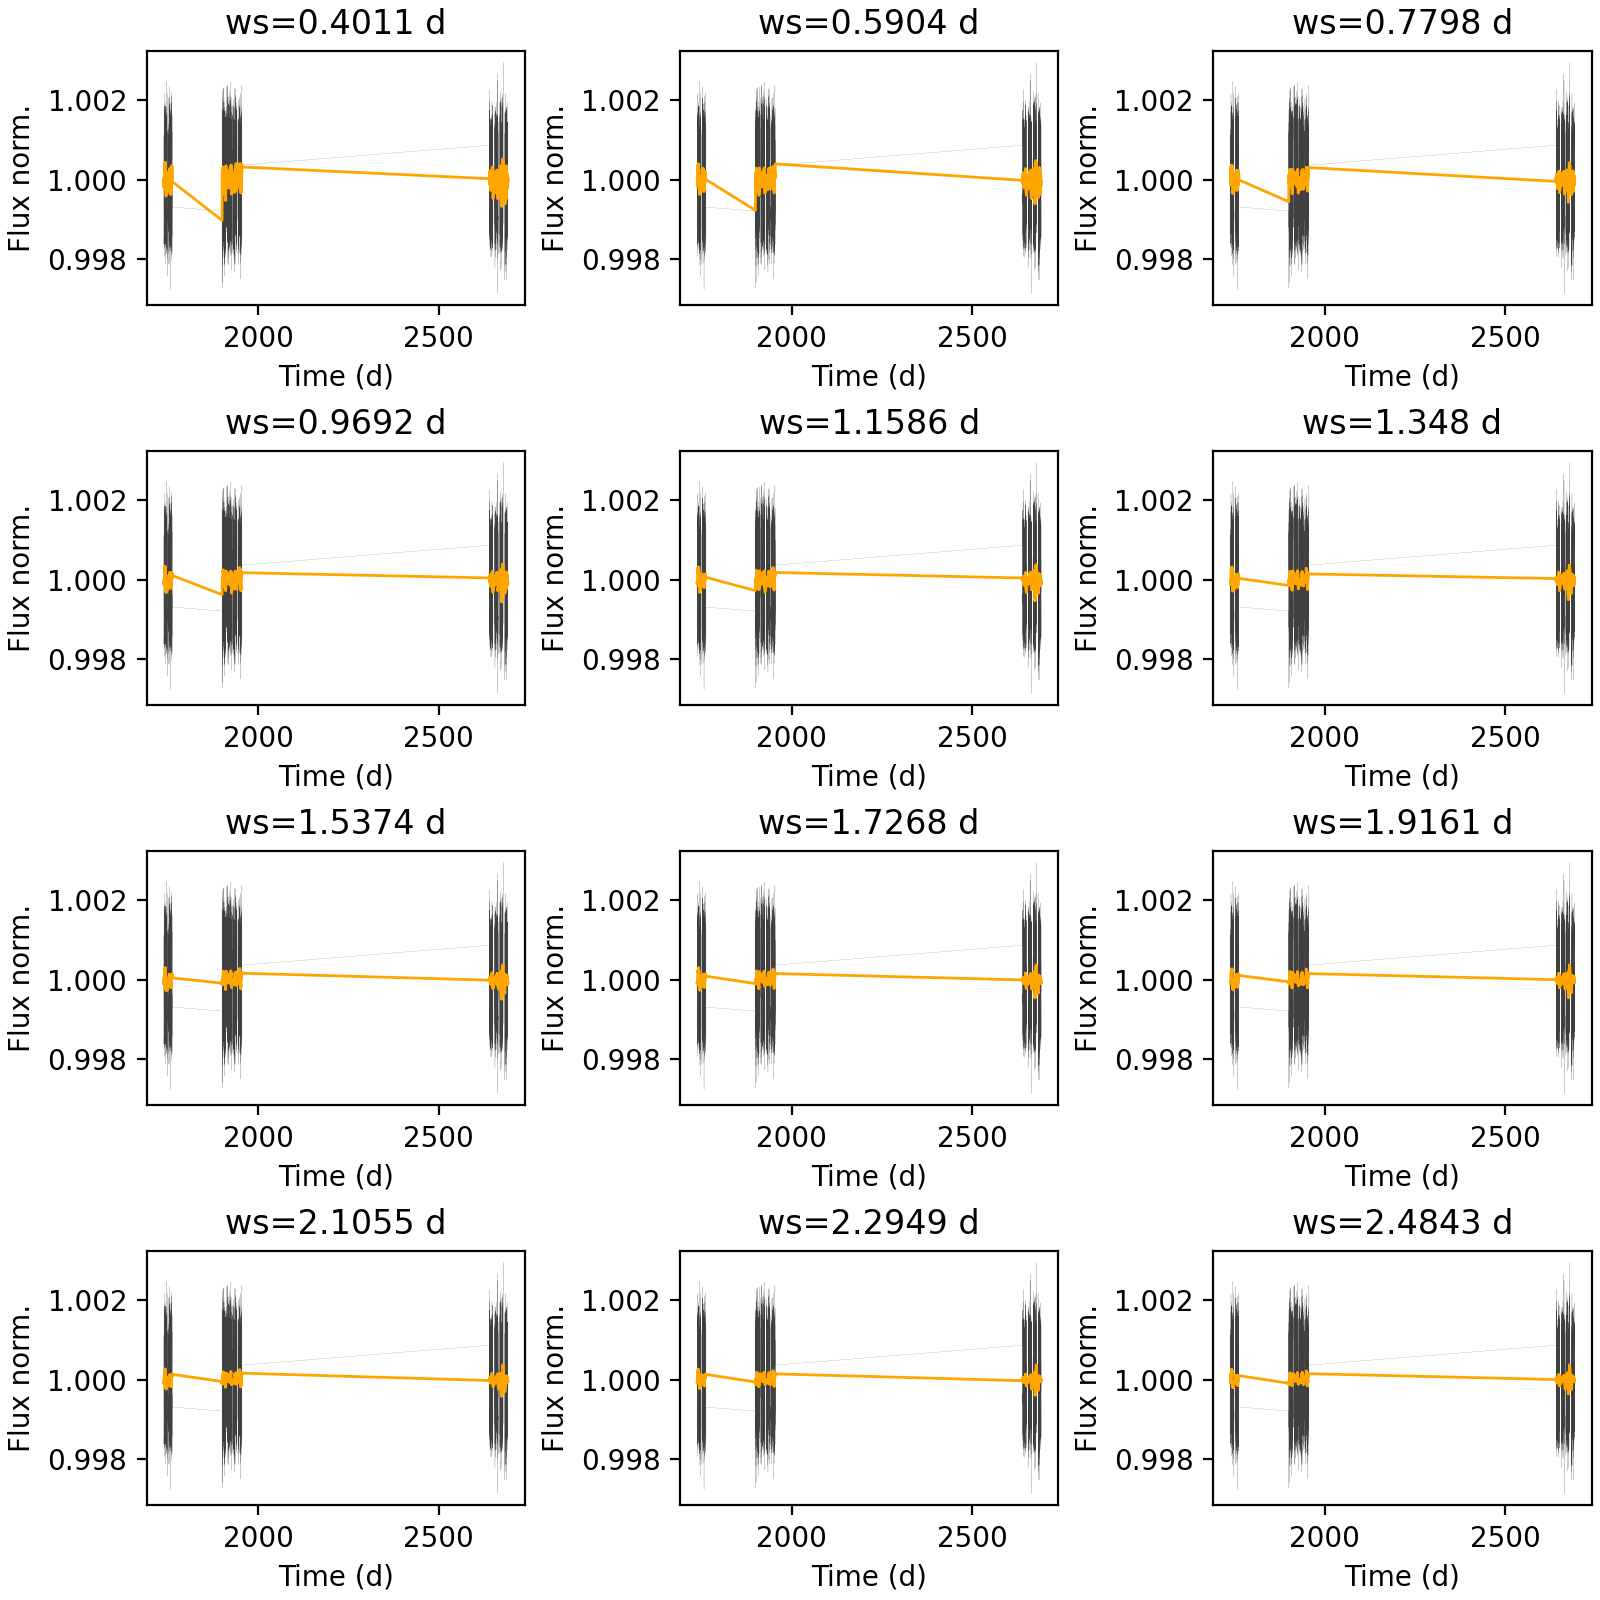 ws=0.4011 d
Flux norm.
1.002
1.000
0.998
2000 2500
Time (d)
ws=0.5904 d
Flux norm.
1.002
1.000
0.998
2000 2500
Time (d)
ws=0.7798 d
Flux norm.
1.002
1.000
0.998
2000 2500
Time (d)
ws=0.9692 d
Flux norm.
1.002
1.000
0.998
2000 2500
Time (d)
ws=1.1586 d
Flux norm.
1.002
1.000
0.998
2000 2500
Time (d)
ws=1.348 d
Flux norm.
1.002
1.000
0.998
2000 2500
Time (d)
ws=1.5374 d
Flux norm.
1.002
1.000
0.998
2000 2500
Time (d)
ws=1.7268 d
Flux norm.
1.002
1.000
0.998
2000 2500
Time (d)
ws=1.9161 d
Flux norm.
1.002
1.000
0.998
2000 2500
Time (d)
ws=2.1055 d
Flux norm.
1.002
1.000
0.998
2000 2500
Time (d)
ws=2.2949 d
Flux norm.
1.002
1.000
0.998
2000 2500
Time (d)
ws=2.4843 d
Flux norm.
1.002
1.000
0.998
2000 2500
Time (d)